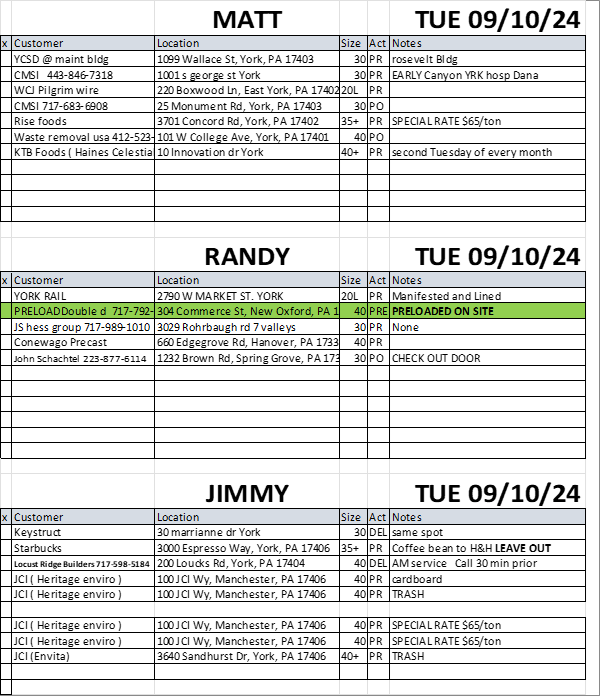 MATT TUE 09/10/24
x Customer Location Size Act Notes
YCSD @ maint bldg 1099 Wallace St, York, PA 17403 30 PR rosevelt Bldg
CMSI 443-846-7318 1001 s george st York 30 PR EARLY Canyon YRK hosp Dana
WCJ Pilgrim wire 220 Boxwood Ln, East York, PA 17402 20L PR
CMSI 717-683-6908 25 Monument Rd, York, PA 17403 30 PO
Rise foods 3701 Concord Rd, York, PA 17402 35+ PR SPECIAL RATE $65/ton
Waste removal usa 412-523- 101 W College Ave, York, PA 17401 40 PO
KTB Foods ( Haines Celestia 10 Innovation dr York 40+ PR second Tuesday of every month
RANDY TUE 09/10/24
x Customer Location Size Act Notes
YORK RAIL 2790 W MARKET ST. YORK 20L PR Manifested and Lined
PRELOADDouble d 717-792- 304 Commerce St, New Oxford, PA 1 40 PRE PRELOADED ON SITE
JS hess group 717-989-1010 3029 Rohrbaugh rd 7 valleys 30 PR None
Conewago Precast 660 Edgegrove Rd, Hanover, PA 1733 40 PR
John Schachtel 223-877-6114 1232 Brown Rd, Spring Grove, PA 173 30 PO CHECK OUT DOOR
JIMMY TUE 09/10/24
x Customer Location Size Act Notes
Keystruct 30 marrianne dr York 30 DEL same spot
Starbucks 3000 Espresso Way, York, PA 17406 35+ PR Coffee bean to H&H LEAVE OUT
Locust Ridge Builders 717-598-5184 200 Loucks Rd, York, PA 17404 40 DEL AM service Call 30 min prior
JCI ( Heritage enviro ) 100 JCI Wy, Manchester, PA 17406 40 PR cardboard
JCI ( Heritage enviro ) 100 JCI Wy, Manchester, PA 17406 40 PR TRASH
JCI ( Heritage enviro ) 100 JCI Wy, Manchester, PA 17406 40 PR SPECIAL RATE $65/ton
JCI ( Heritage enviro ) 100 JCI Wy, Manchester, PA 17406 40 PR SPECIAL RATE $65/ton
JCI (Envita) 3640 Sandhurst Dr, York, PA 17406 40+ PR TRASH